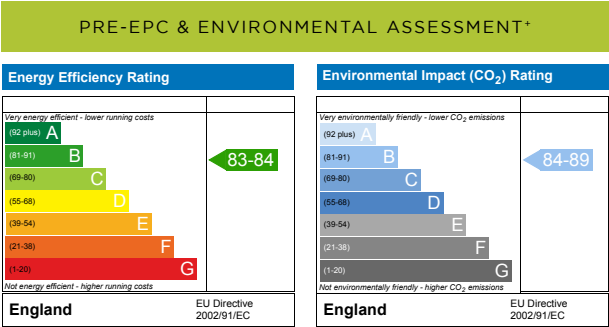 PRE-EPC & ENVIRONMENTAL ASSESSMENT+
Energy Efficiency Rating
Very energy efficient - lower running costs
(92 plus) A
(81-91) B
83-84
(69-80) C
(55-68) D
(39-54) E
(21-38) F
(1-20) G
Not energy efficient - higher running costs
England
EU Directive
2002/91/EC
Environmental Impact (CO2) Rating
Very environmentally friendly - lower CO2 emissions
(92 plus) A
(81-91) B
84-89
(69-80) C
(55-68) D
(39-54) E
(21-38) F
(1-20) G
Not environmentally friendly - higher CO2 emissions
England
EU Directive
2002/91/EC